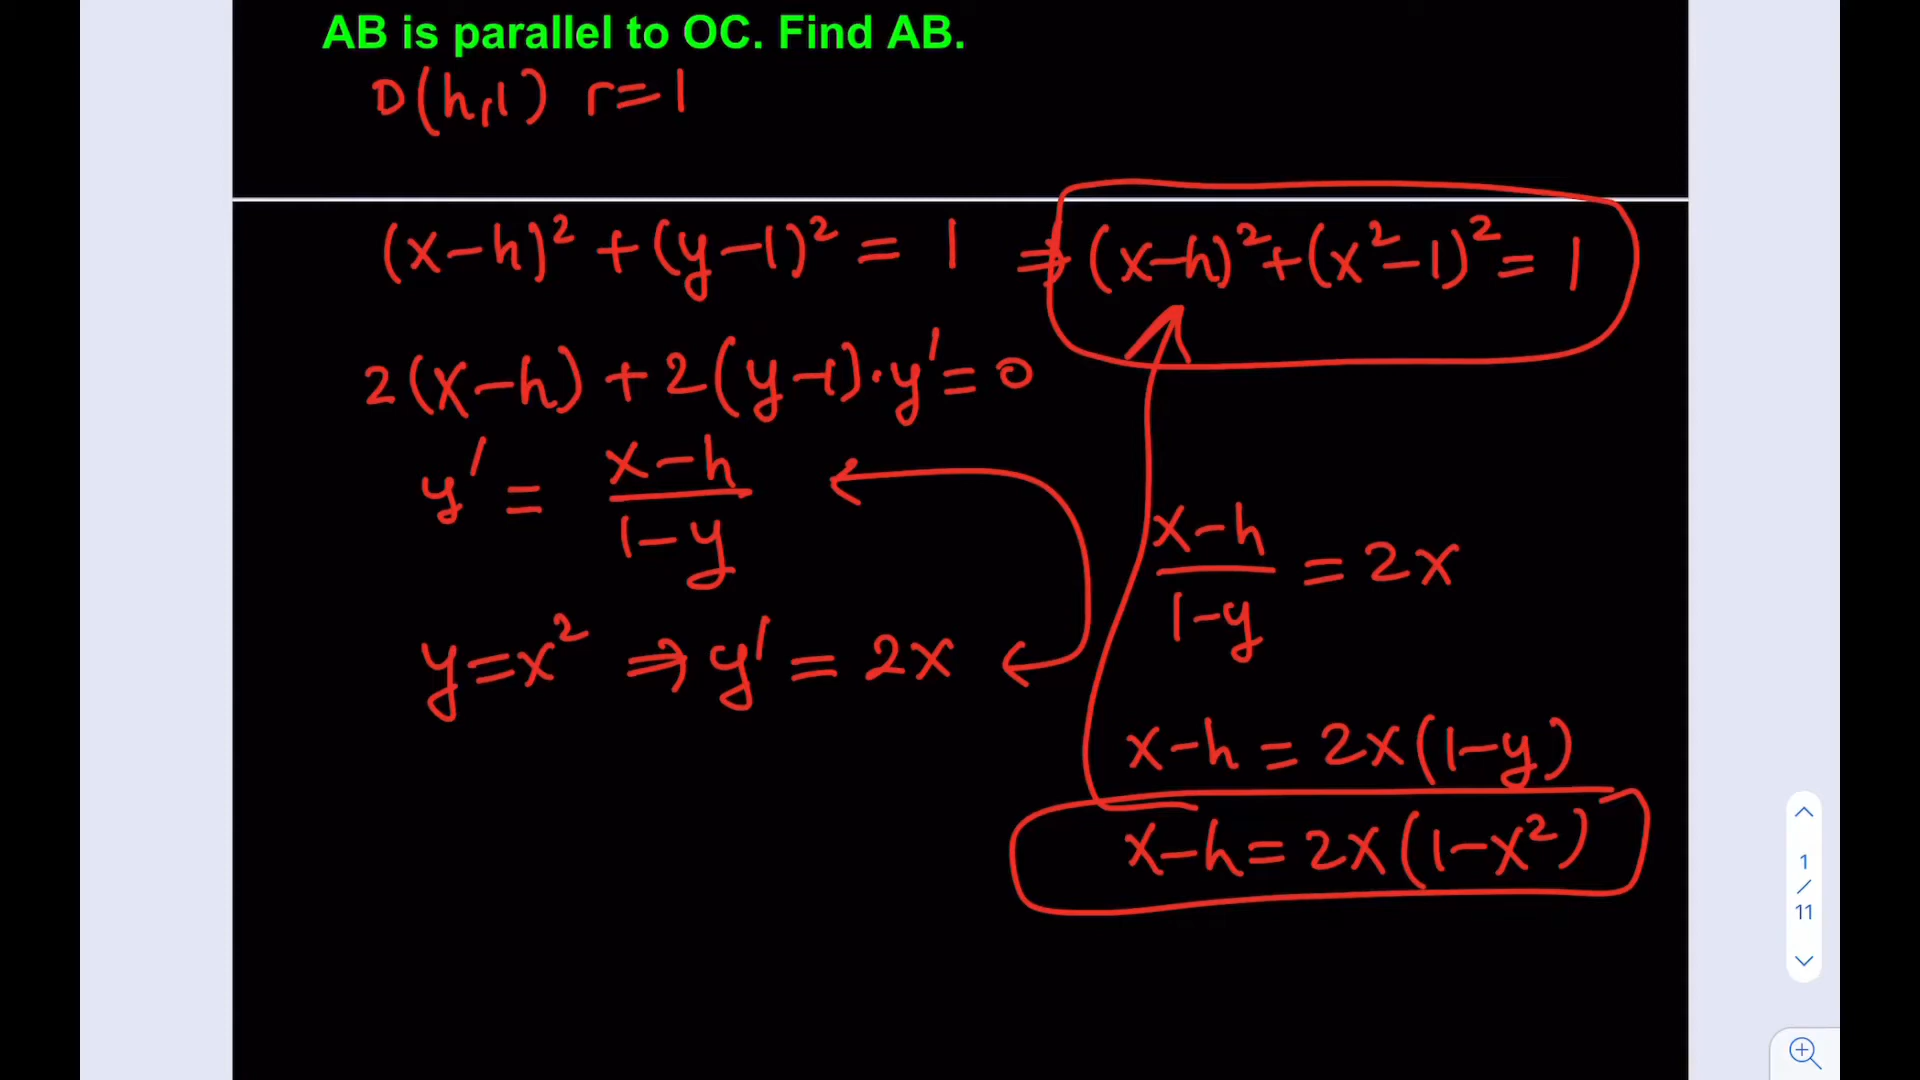 AB is parallel to OC. Find AB.
D(h,1) r=1
(x-h)² + (y-1)² = 1 ⇒ (x-h)²+(x²-1)² = 1
2(x-h) + 2(y-1)·y' = 0
y' = x-h / 1-y
x-h / 1-y = 2x
y=x² ⇒ y' = 2x
x-h = 2x(1-y)
x-h = 2x(1-x²)
1
/
11